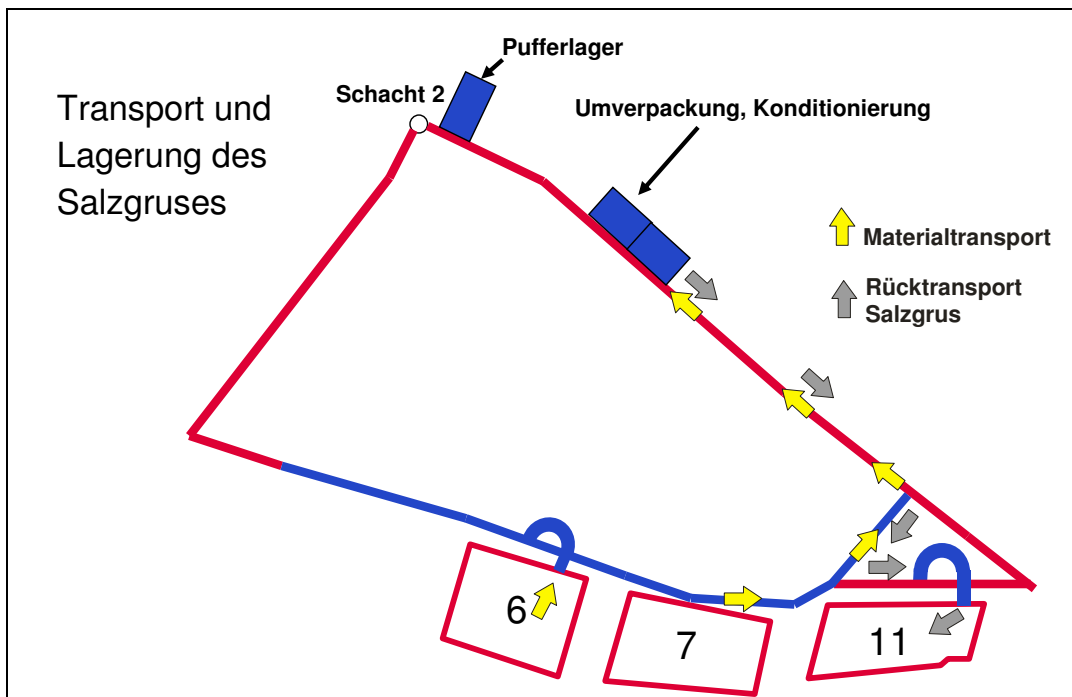 Transport und
Lagerung des
Salzgruses
Pufferlager
Schacht 2
Umverpackung, Konditionierung
Materialtransport
Rücktransport
Salzgrus
6
7
11